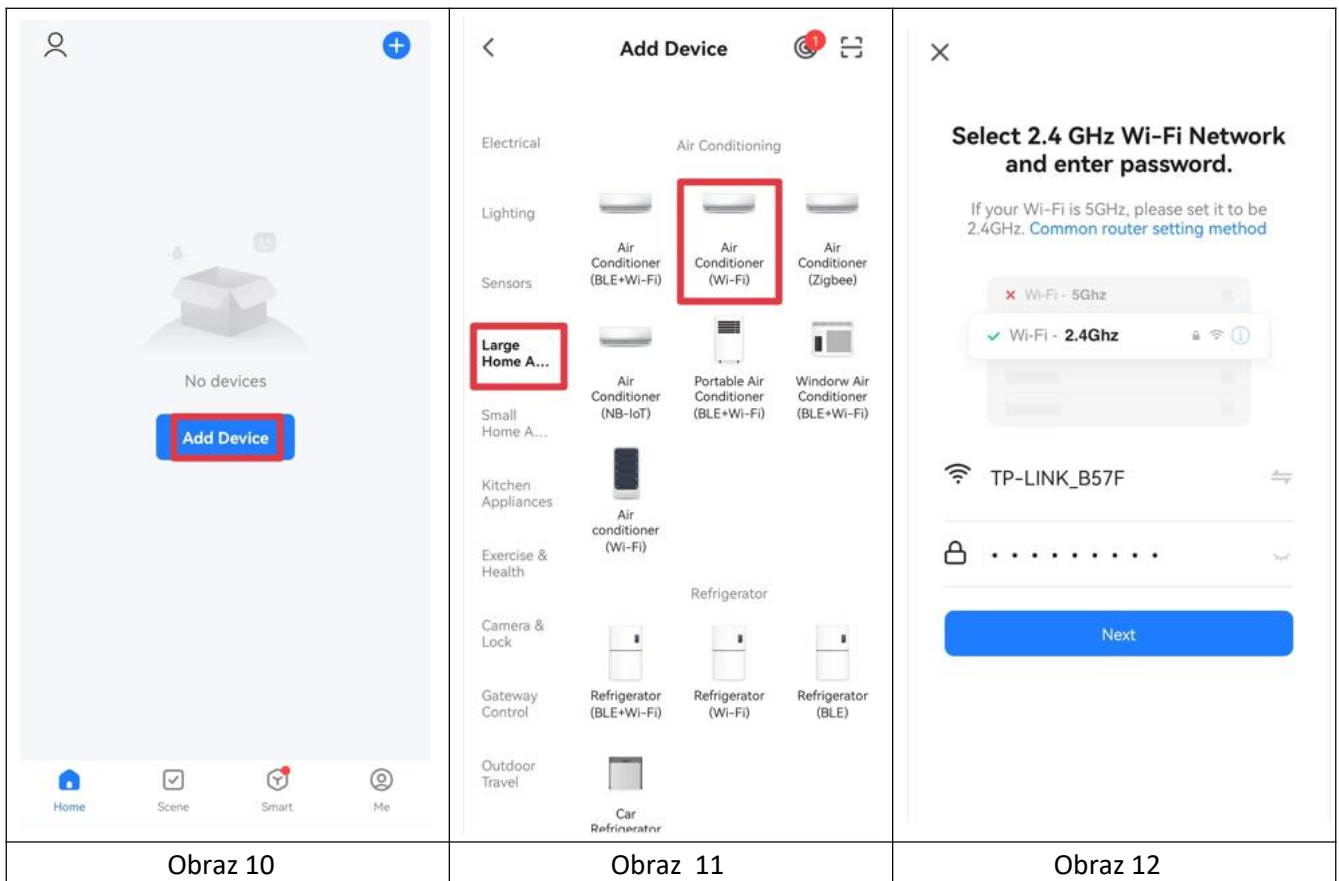 No devices
Add Device
Home
Scene
Smart
Me
Obraz 10
Add Device
1
Electrical
Lighting
Sensors
Large
Home A...
Small
Home A...
Kitchen
Appliances
Exercise &
Health
Camera &
Lock
Gateway
Control
Outdoor
Travel
Air Conditioning
Air
Conditioner
(BLE+Wi-Fi)
Air
Conditioner
(Wi-Fi)
Air
Conditioner
(Zigbee)
Air
Conditioner
(NB-IoT)
Portable Air
Conditioner
(BLE+Wi-Fi)
Windorw Air
Conditioner
(BLE+Wi-Fi)
Air
conditioner
(Wi-Fi)
Refrigerator
Refrigerator
(BLE+Wi-Fi)
Refrigerator
(Wi-Fi)
Refrigerator
(BLE)
Car
Refrigerator
Obraz 11
Select 2.4 GHz Wi-Fi Network
and enter password.
If your Wi-Fi is 5GHz, please set it to be
2.4GHz. Common router setting method
Wi-Fi - 5Ghz
Wi-Fi - 2.4Ghz
TP-LINK_B57F
Next
Obraz 12